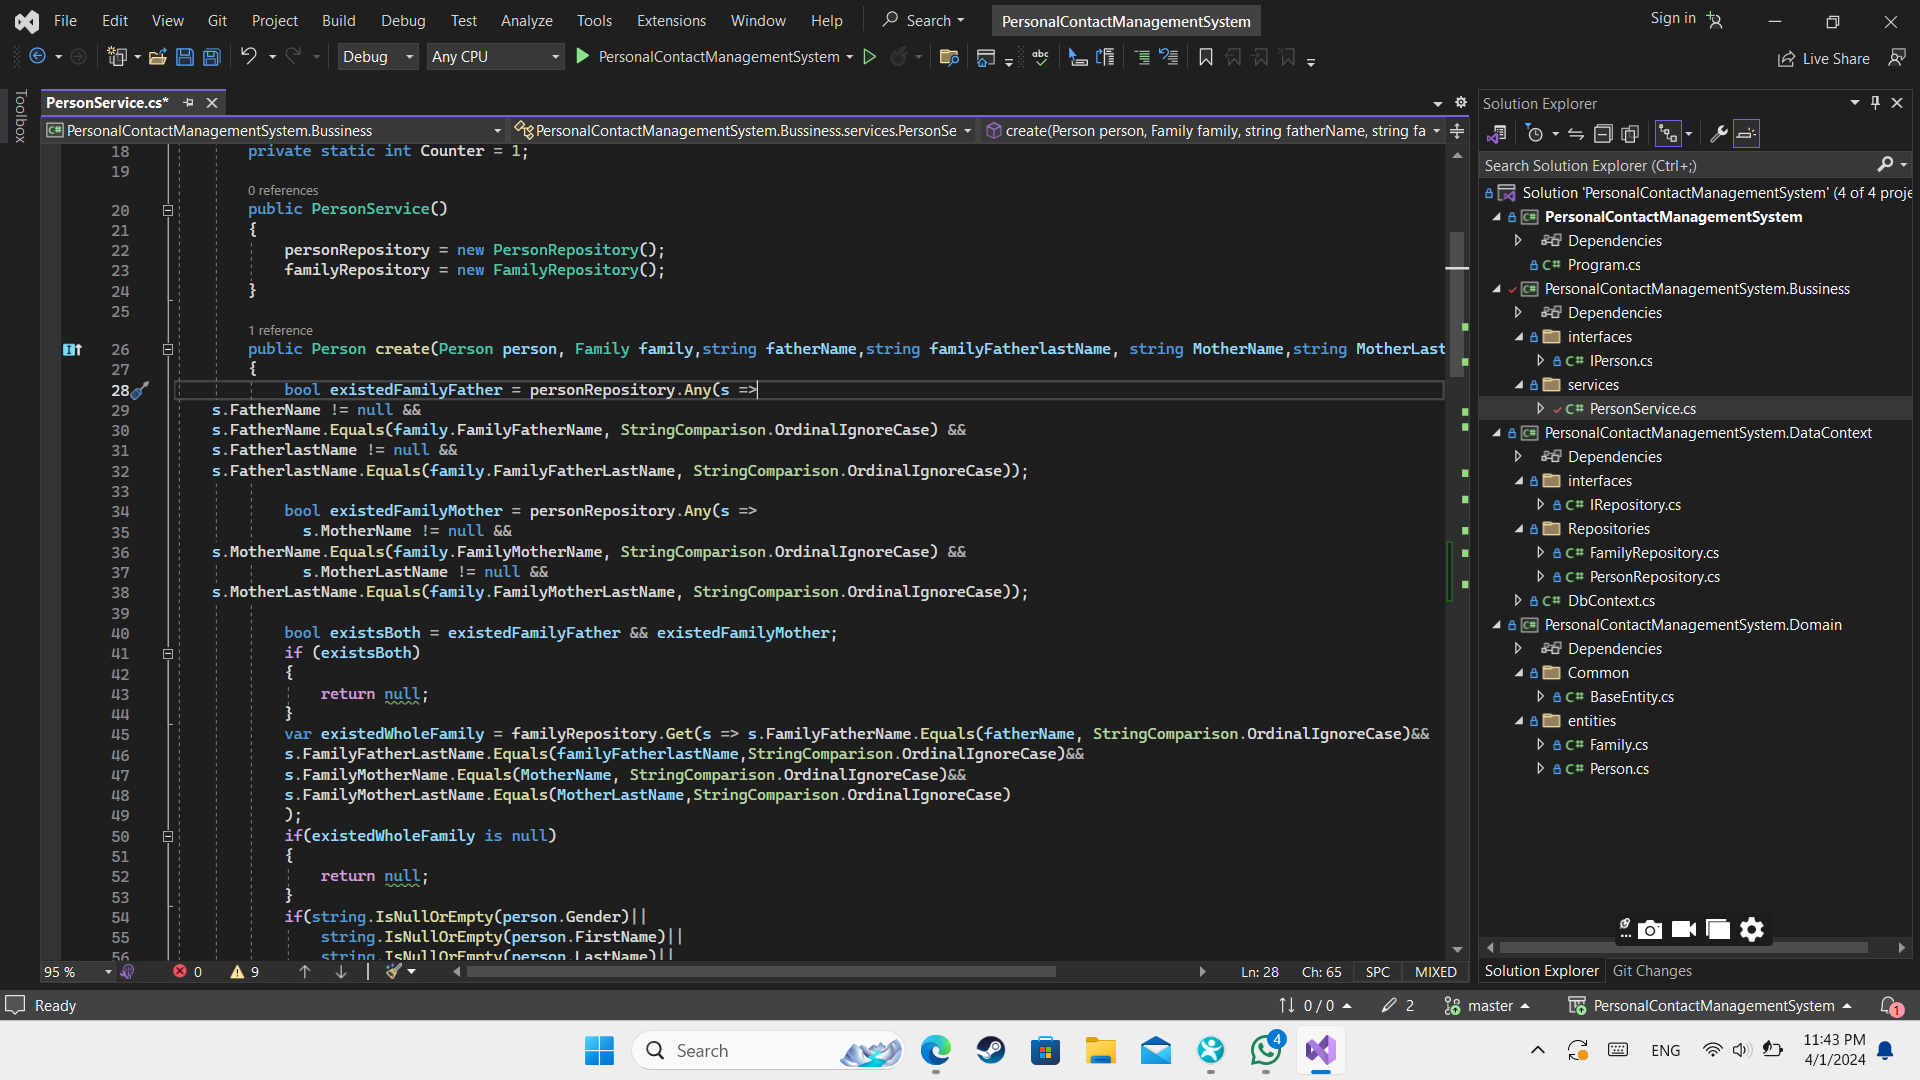 File Edit View Git Project Build Debug Test Analyze Tools Extensions Window Help Search PersonalContactManagementSystem Sign in
Debug Any CPU PersonalContactManagementSystem Live Share
Toolbox
PersonService.cs*
PersonalContactManagementSystem.Bussiness PersonalContactManagementSystem.Bussiness.services.PersonSe create(Person person, Family family, string fatherName, string fa
18 private static int Counter = 1;
19
0 references
20 public PersonService()
21 {
22 personRepository = new PersonRepository();
23 familyRepository = new FamilyRepository();
24 }
25
1 reference
26 public Person create(Person person, Family family,string fatherName,string familyFatherlastName, string MotherName,string MotherLast
27 {
28 bool existedFamilyFather = personRepository.Any(s =>
29 s.FatherName != null &&
30 s.FatherName.Equals(family.FamilyFatherName, StringComparison.OrdinalIgnoreCase) &&
31 s.FatherlastName != null &&
32 s.FatherlastName.Equals(family.FamilyFatherLastName, StringComparison.OrdinalIgnoreCase));
33
34 bool existedFamilyMother = personRepository.Any(s =>
35 s.MotherName != null &&
36 s.MotherName.Equals(family.FamilyMotherName, StringComparison.OrdinalIgnoreCase) &&
37 s.MotherLastName != null &&
38 s.MotherLastName.Equals(family.FamilyMotherLastName, StringComparison.OrdinalIgnoreCase));
39
40 bool existsBoth = existedFamilyFather && existedFamilyMother;
41 if (existsBoth)
42 {
43 return null;
44 }
45 var existedWholeFamily = familyRepository.Get(s => s.FamilyFatherName.Equals(fatherName, StringComparison.OrdinalIgnoreCase)&&
46 s.FamilyFatherLastName.Equals(familyFatherlastName,StringComparison.OrdinalIgnoreCase)&&
47 s.FamilyMotherName.Equals(MotherName, StringComparison.OrdinalIgnoreCase)&&
48 s.FamilyMotherLastName.Equals(MotherLastName,StringComparison.OrdinalIgnoreCase)
49 );
50 if(existedWholeFamily is null)
51 {
52 return null;
53 }
54 if(string.IsNullOrEmpty(person.Gender)||
55 string.IsNullOrEmpty(person.FirstName)||
56 string.IsNullOrEmpty(person.LastName)||
95 % 0 9 Ln: 28 Ch: 65 SPC MIXED
Solution Explorer
Search Solution Explorer (Ctrl+;)
Solution 'PersonalContactManagementSystem' (4 of 4 proje
PersonalContactManagementSystem
Dependencies
C# Program.cs
PersonalContactManagementSystem.Bussiness
Dependencies
interfaces
C# IPerson.cs
services
C# PersonService.cs
PersonalContactManagementSystem.DataContext
Dependencies
interfaces
C# IRepository.cs
Repositories
C# FamilyRepository.cs
C# PersonRepository.cs
C# DbContext.cs
PersonalContactManagementSystem.Domain
Dependencies
Common
C# BaseEntity.cs
entities
C# Family.cs
C# Person.cs
Solution Explorer Git Changes
Ready 0 / 0 2 master PersonalContactManagementSystem 1
Search 4 ENG 11:43 PM
4/1/2024